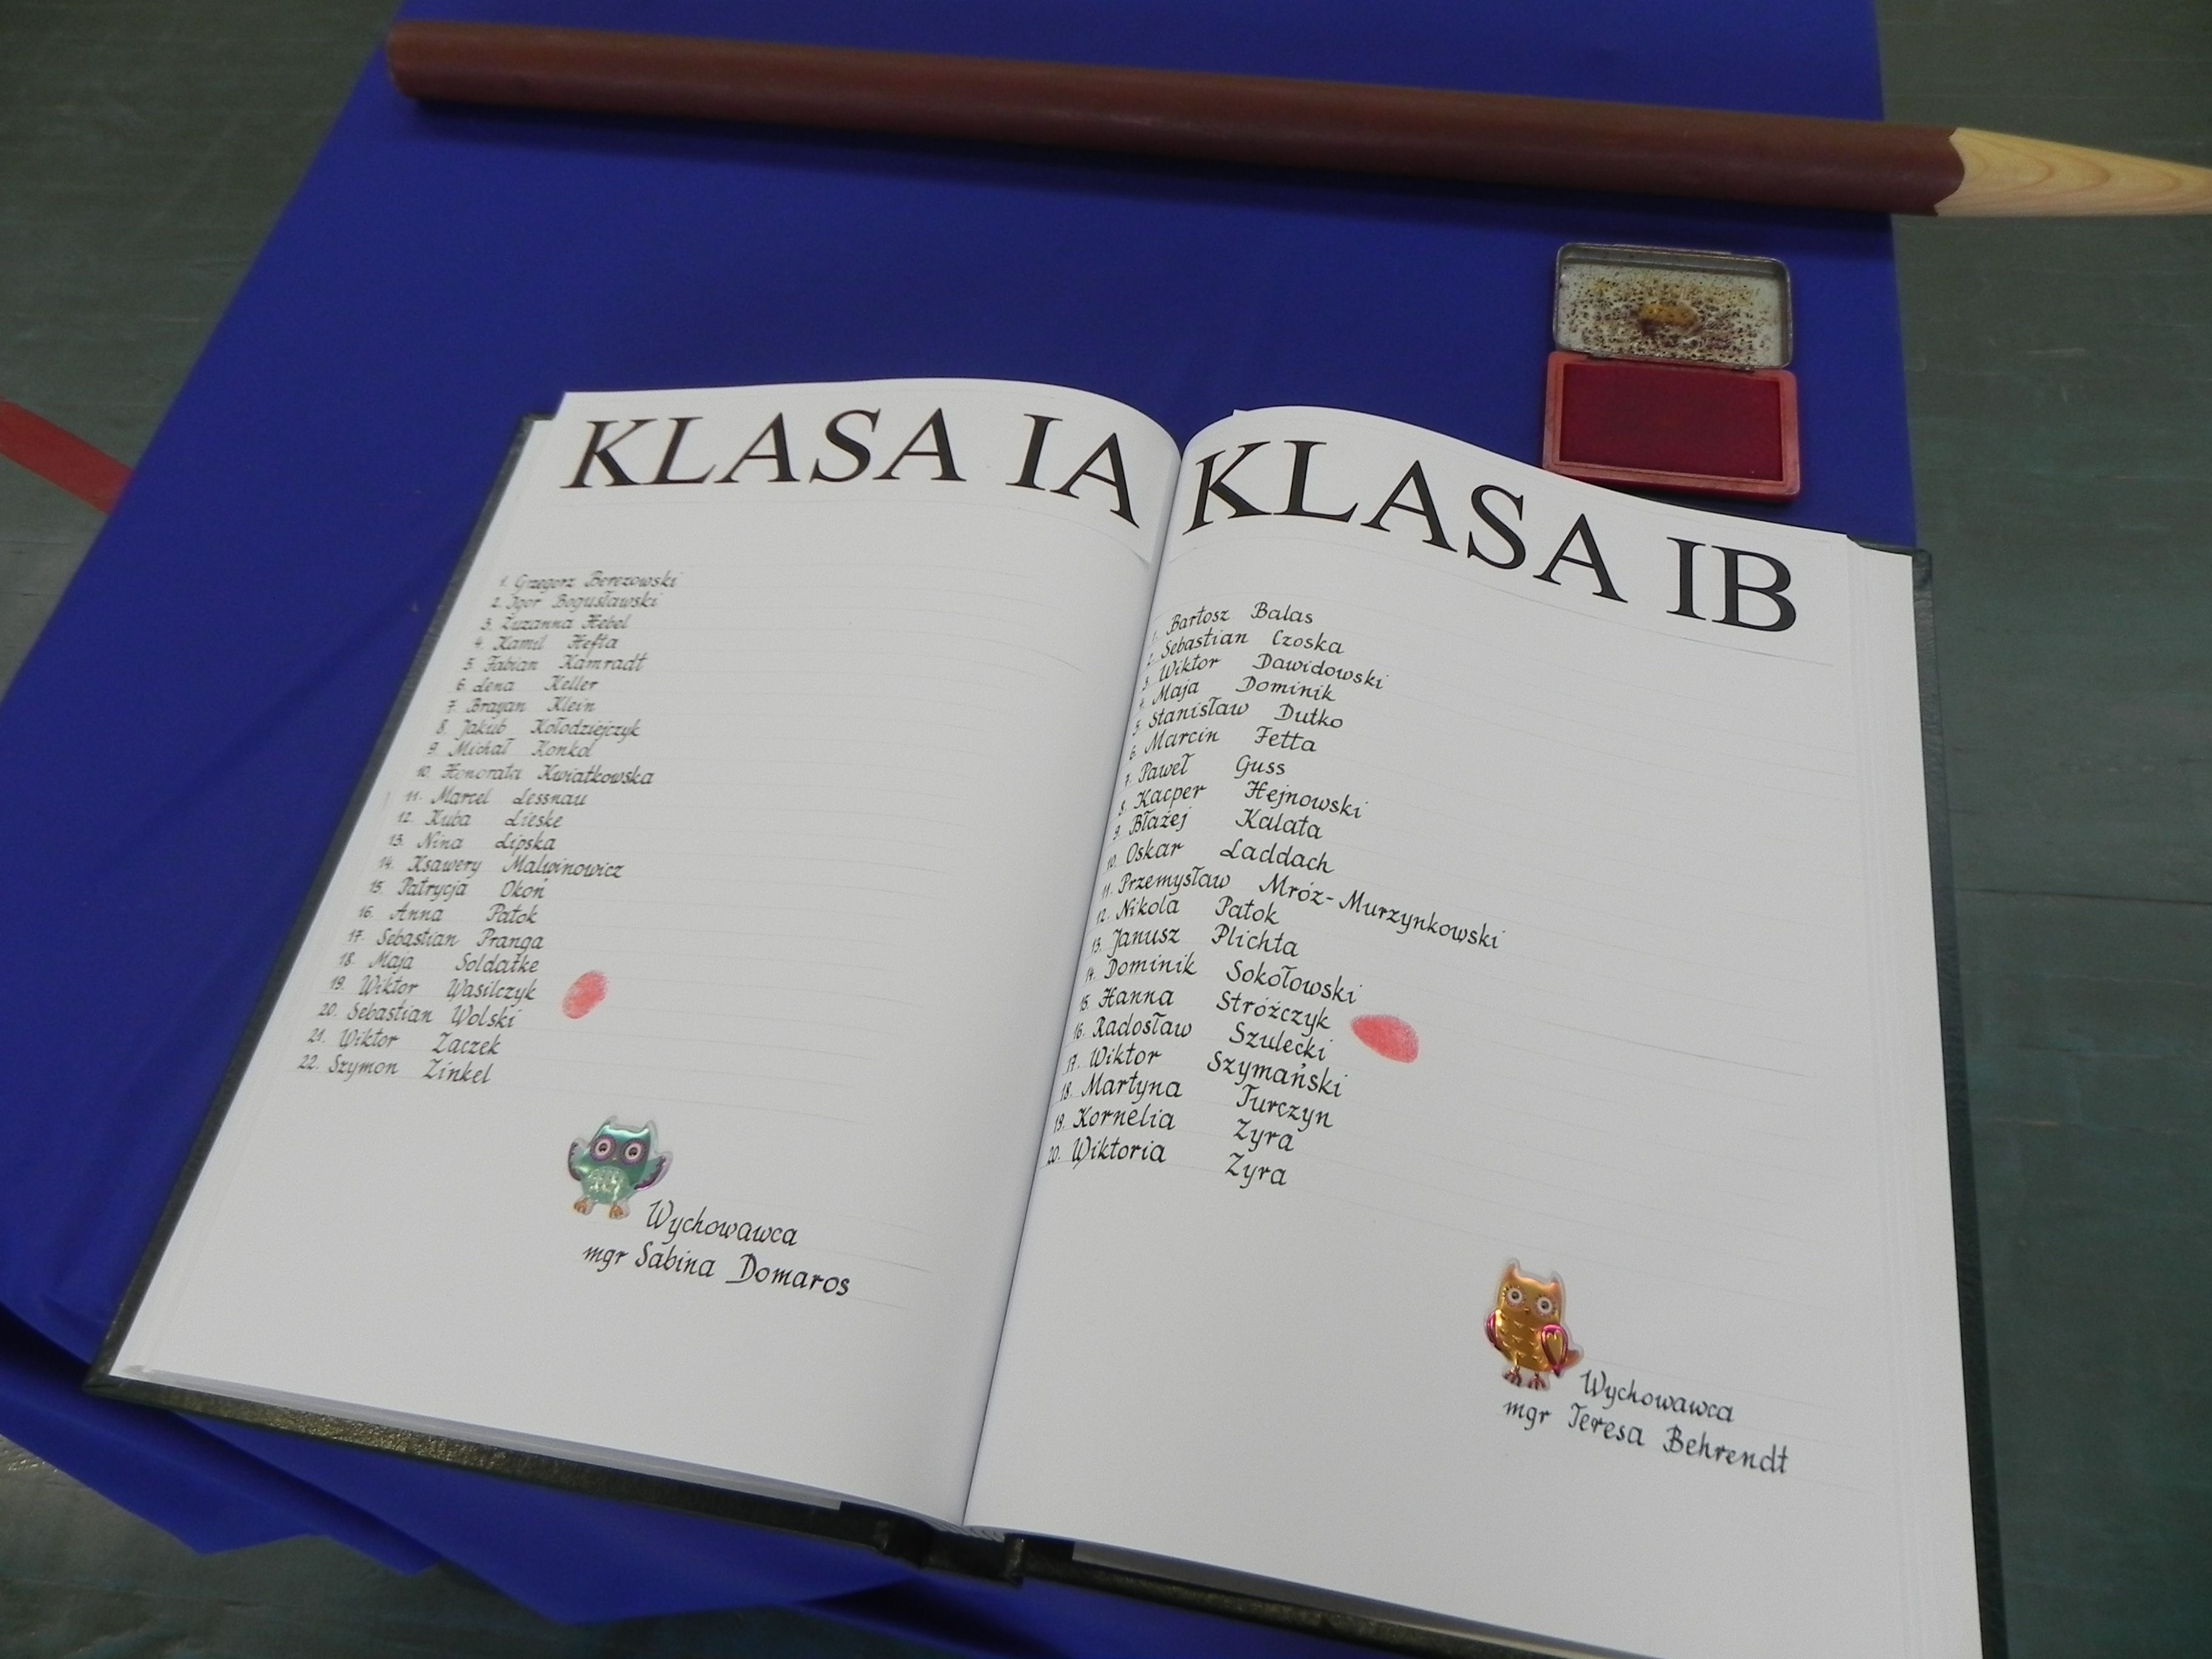 KLASA IA
1. Grzegorz Berezowski
2. Igor Bogusławski
3. Zuzanna Hebel
4. Kamil Hefta
5. Fabian Kamradt
6. Lena Keller
7. Brayan Klein
8. Jakub Kołodziejczyk
9. Michał Konkol
10. Honorata Kwiatkowska
11. Marcel Lessnau
12. Kuba Lieske
13. Nina Lipska
14. Ksawery Malwinowicz
15. Patrycja Okoń
16. Anna Patok
17. Sebastian Pranga
18. Maja Soldatke
19. Wiktor Wasilczyk
20. Sebastian Wolski
21. Wiktor Zaczek
22. Szymon Zinkel
Wychowawca
mgr Sabina Domaros
KLASA IB
1. Bartosz Balas
2. Sebastian Czoska
3. Wiktor Dawidowski
4. Maja Dominik
5. Stanisław Dutko
6. Marcin Fetta
7. Paweł Guss
8. Kacper Hejnowski
9. Błażej Kalata
10. Oskar Laddach
11. Przemysław Mróz-Murzynkowski
12. Nikola Patok
13. Janusz Plichta
14. Dominik Sokołowski
15. Hanna Stróżczyk
16. Radosław Szulecki
17. Wiktor Szymański
18. Martyna Turczyn
19. Kornelia Zyra
20. Wiktoria Zyra
Wychowawca
mgr Teresa Behrendt